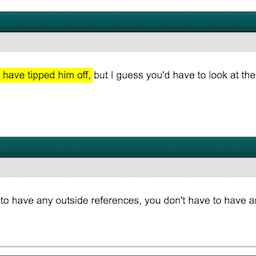 have tipped him off, but I guess you'd have to look at the
to have any outside references, you don't have to have